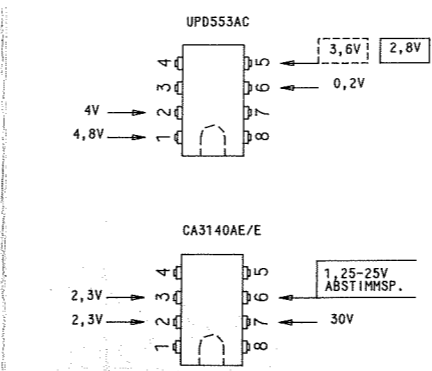 UPD553AC
4 5 3,6V 2,8V
3 6 0,2V
4V 2 7
4,8V 1 8
CA3140AE/E
4 5
2,3V 3 6 1,25-25V
ABSTIMMSP.
2,3V 2 7 30V
1 8